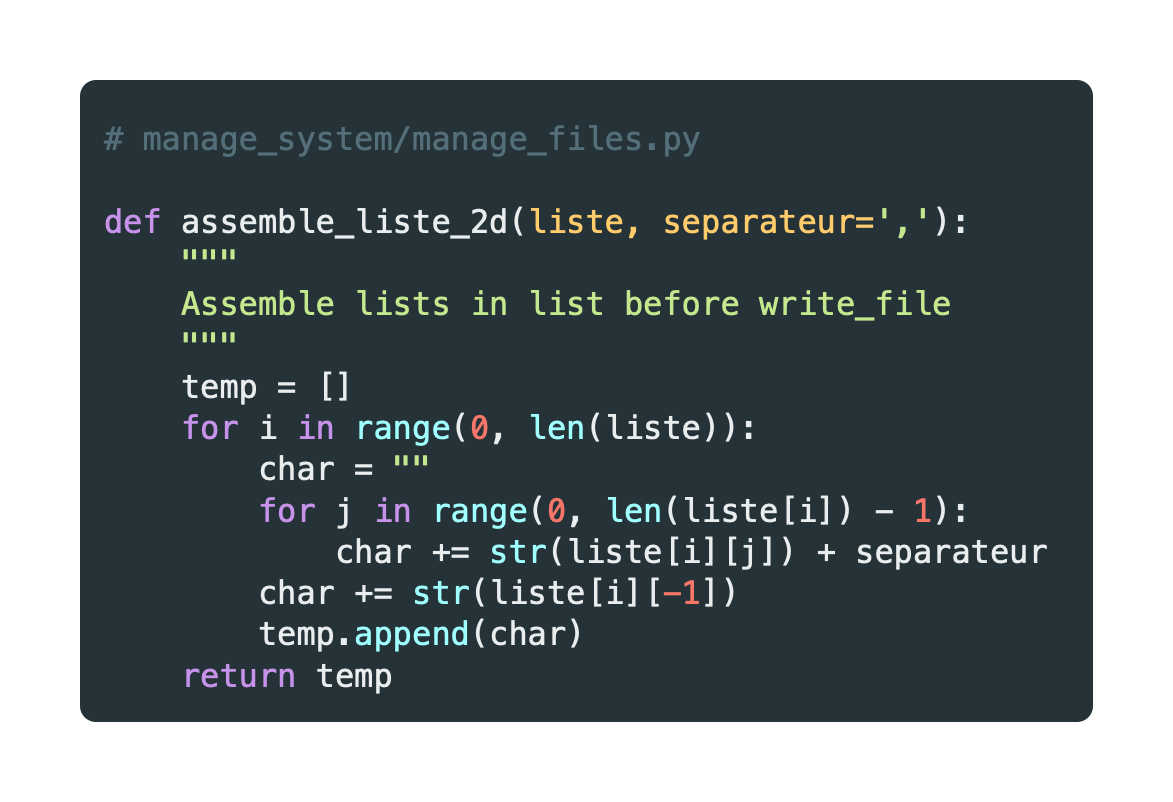 # manage_system/manage_files.py
def assemble_liste_2d(liste, separateur=','):
    """
    Assemble lists in list before write_file
    """
    temp = []
    for i in range(0, len(liste)):
        char = ""
        for j in range(0, len(liste[i]) - 1):
            char += str(liste[i][j]) + separateur
        char += str(liste[i][-1])
        temp.append(char)
    return temp